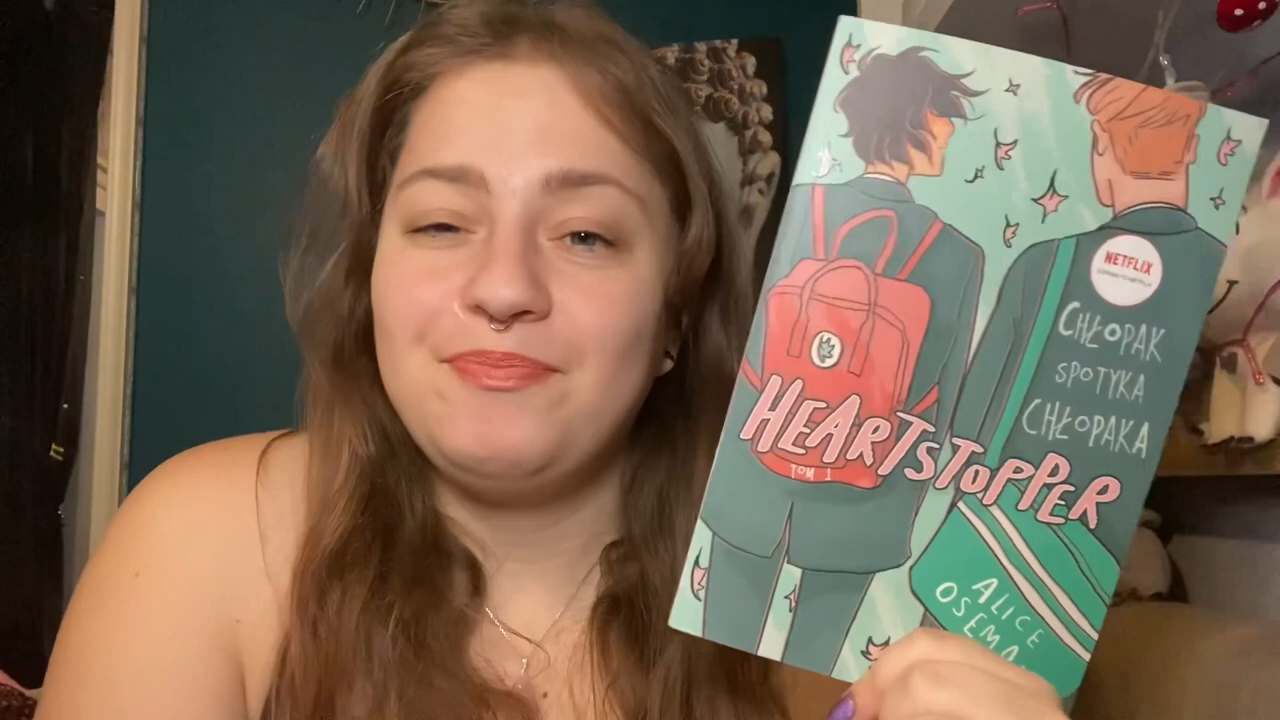 NETFLIX
CHŁOPAK
SPOTYKA
CHŁOPAKA
HEARTSTOPPER
TOM 1
ALICE